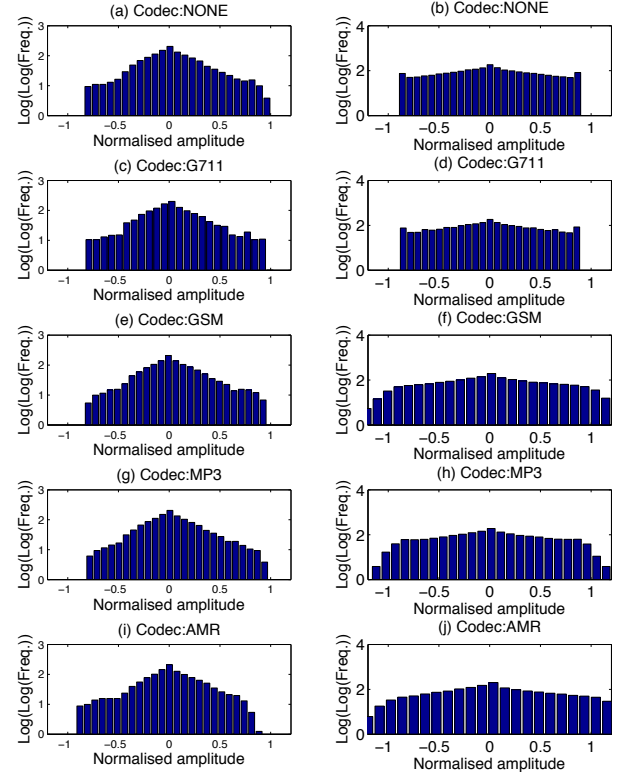 (a) Codec:NONE
3
2
1
0
Log(Log(Freq.))
−1 −0.5 0 0.5 1
Normalised amplitude
(b) Codec:NONE
4
2
0
Log(Log(Freq.))
−1 −0.5 0 0.5 1
Normalised amplitude
(c) Codec:G711
3
2
1
0
Log(Log(Freq.))
−1 −0.5 0 0.5 1
Normalised amplitude
(d) Codec:G711
4
2
0
Log(Log(Freq.))
−1 −0.5 0 0.5 1
Normalised amplitude
(e) Codec:GSM
3
2
1
0
Log(Log(Freq.))
−1 −0.5 0 0.5 1
Normalised amplitude
(f) Codec:GSM
4
2
0
Log(Log(Freq.))
−1 −0.5 0 0.5 1
Normalised amplitude
(g) Codec:MP3
3
2
1
0
Log(Log(Freq.))
−1 −0.5 0 0.5 1
Normalised amplitude
(h) Codec:MP3
4
2
0
Log(Log(Freq.))
−1 −0.5 0 0.5 1
Normalised amplitude
(i) Codec:AMR
3
2
1
0
Log(Log(Freq.))
−1 −0.5 0 0.5 1
Normalised amplitude
(j) Codec:AMR
4
2
0
Log(Log(Freq.))
−1 −0.5 0 0.5 1
Normalised amplitude